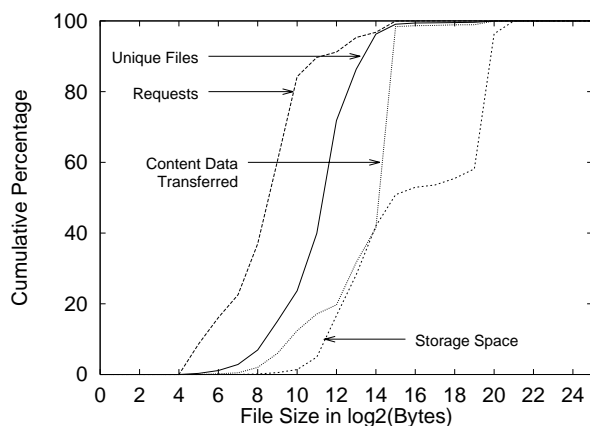 100
80
60
40
20
0
Cumulative Percentage
Unique Files
Requests
Content Data
Transferred
Storage Space
0 2 4 6 8 10 12 14 16 18 20 22 24
File Size in log2(Bytes)